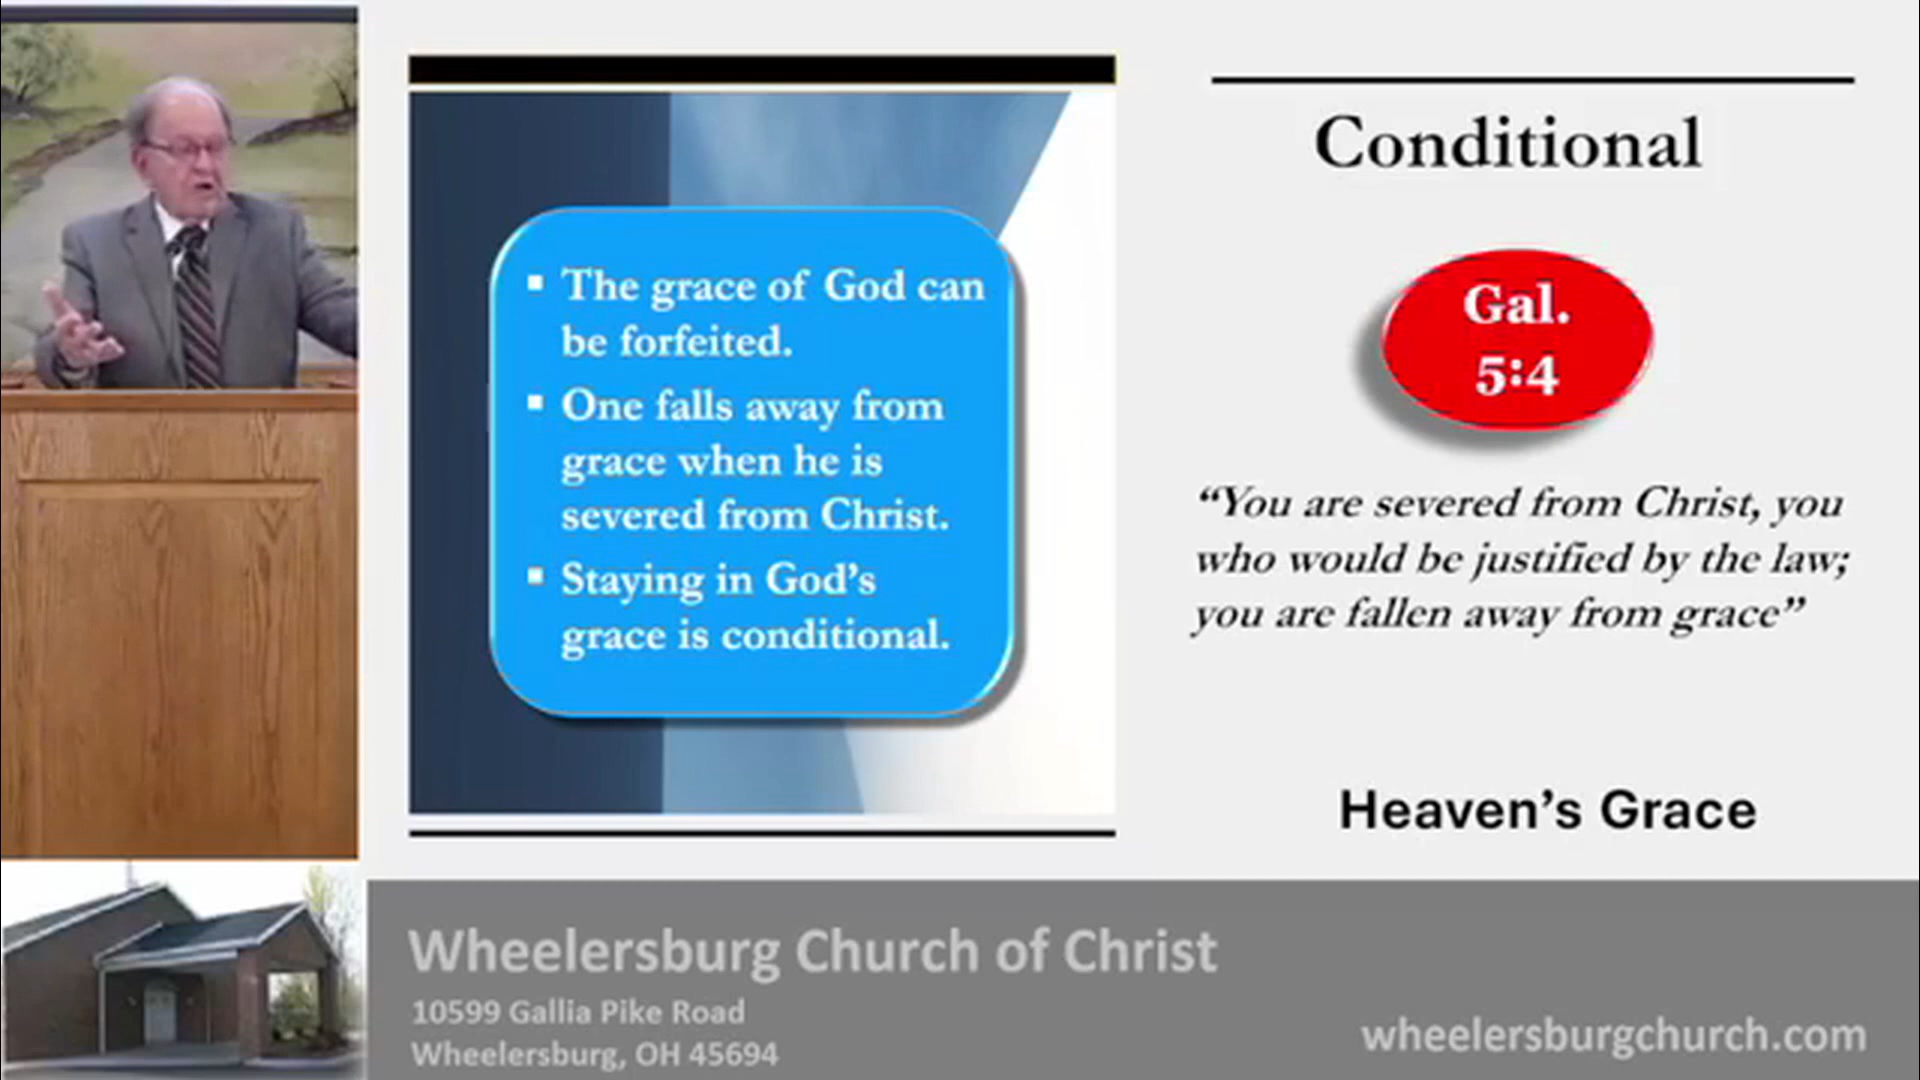 ▪ The grace of God can
be forfeited.
▪ One falls away from
grace when he is
severed from Christ.
▪ Staying in God’s
grace is conditional.
Conditional
Gal.
5:4
“You are severed from Christ, you
who would be justified by the law;
you are fallen away from grace”
Heaven’s Grace
Wheelersburg Church of Christ
10599 Gallia Pike Road
Wheelersburg, OH 45694
wheelersburgchurch.com